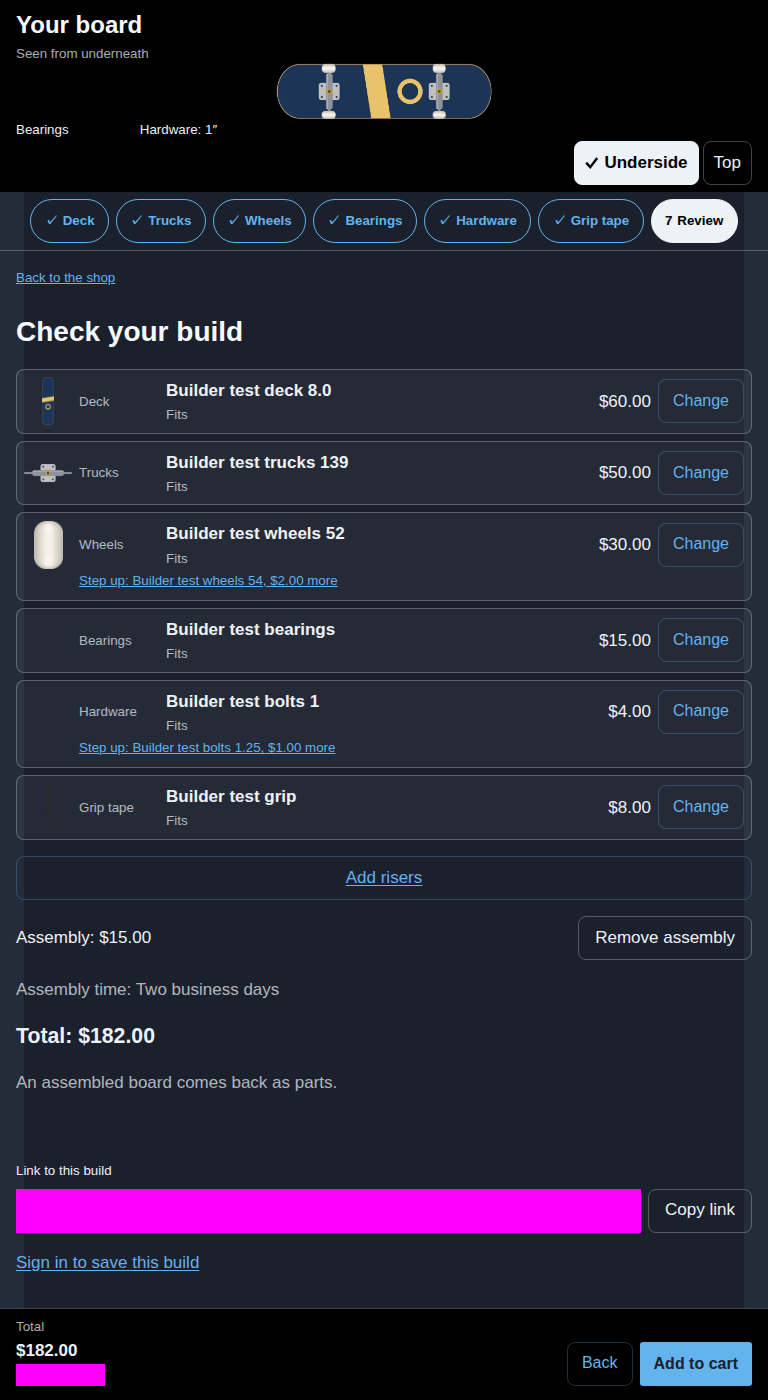 Your board
Seen from underneath
Bearings
Hardware: 1″
✓ Underside
Top
✓ Deck
✓ Trucks
✓ Wheels
✓ Bearings
✓ Hardware
✓ Grip tape
7 Review
Back to the shop
Check your build
Deck
Builder test deck 8.0
Fits
$60.00
Change
Trucks
Builder test trucks 139
Fits
$50.00
Change
Wheels
Builder test wheels 52
Fits
$30.00
Change
Step up: Builder test wheels 54, $2.00 more
Bearings
Builder test bearings
Fits
$15.00
Change
Hardware
Builder test bolts 1
Fits
$4.00
Change
Step up: Builder test bolts 1.25, $1.00 more
Grip tape
Builder test grip
Fits
$8.00
Change
Add risers
Assembly: $15.00
Remove assembly
Assembly time: Two business days
Total: $182.00
An assembled board comes back as parts.
Link to this build
Copy link
Sign in to save this build
Total
$182.00
Back
Add to cart